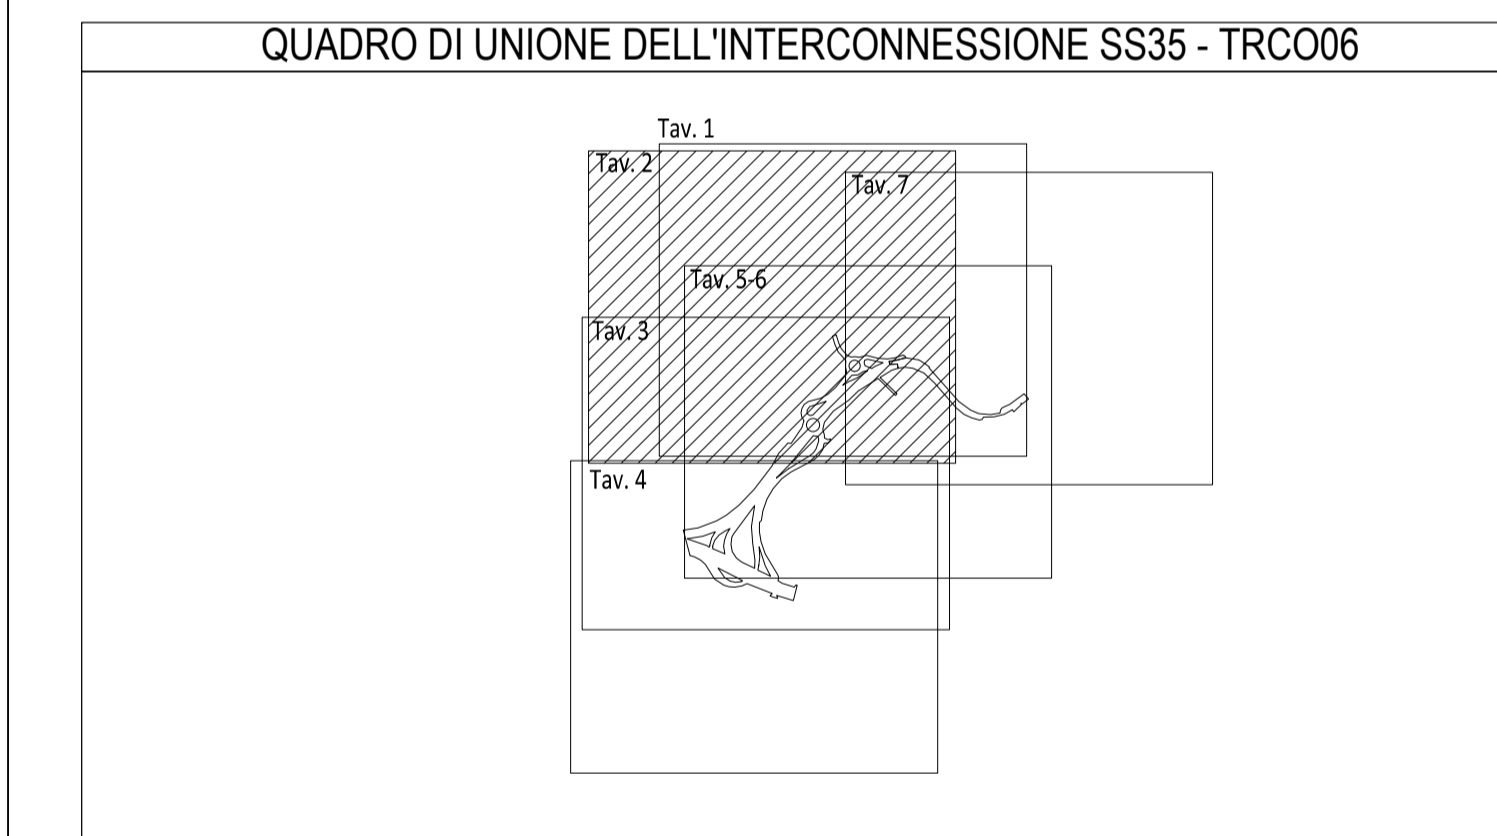 QUADRO DI UNIONE DELL'INTERCONNESSIONE SS35 - TRCO06
Tav. 1
Tav. 2
Tav. 7
Tav. 5-6
Tav. 3
Tav. 4